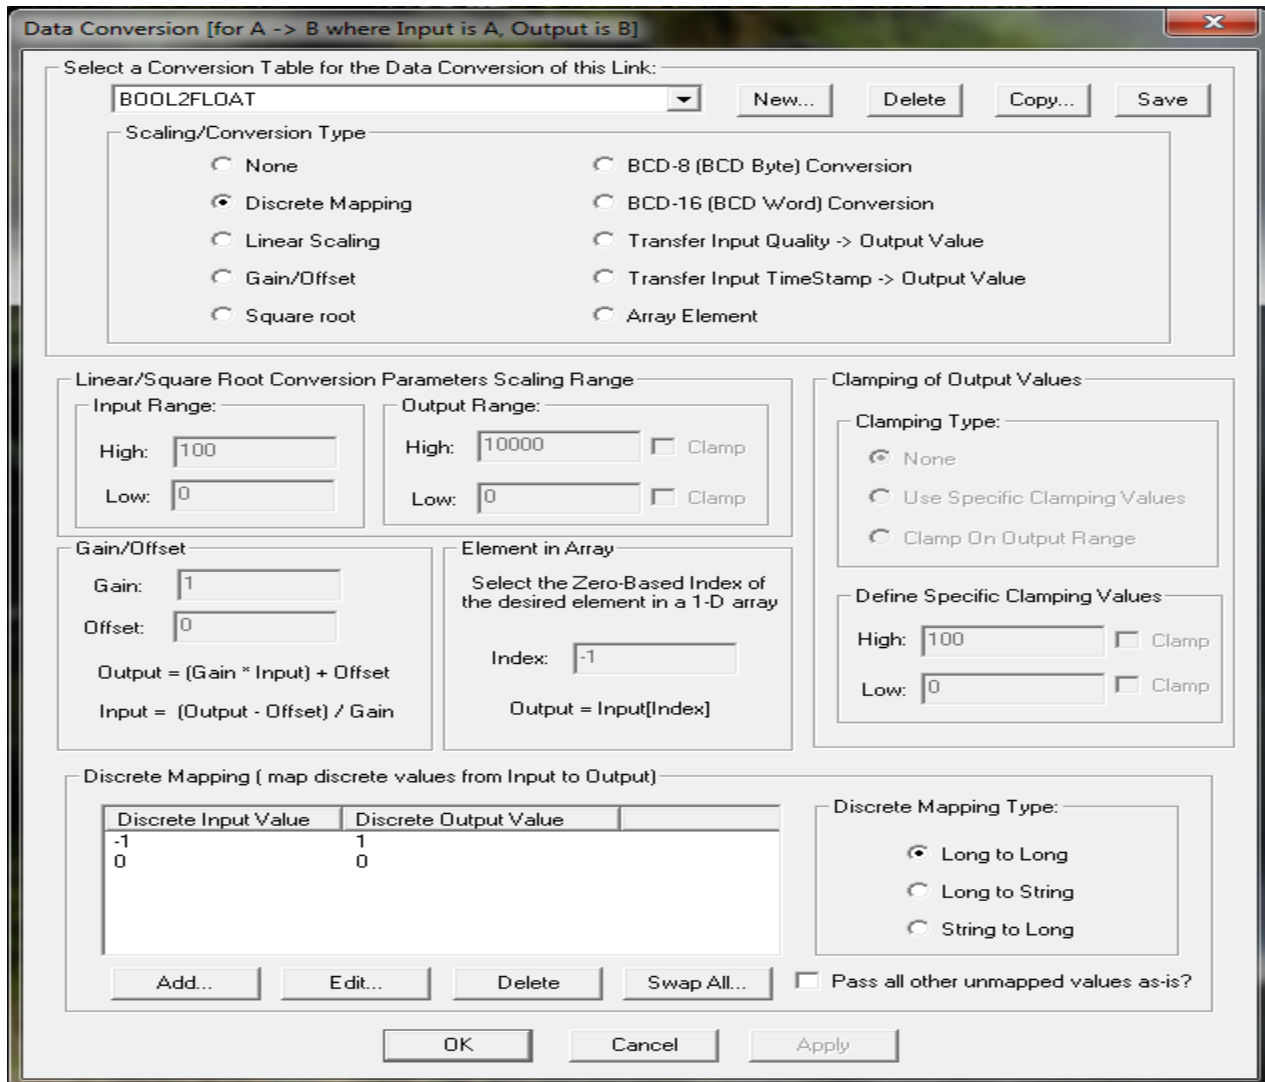 Data Conversion [for A -> B where Input is A, Output is B]
Select a Conversion Table for the Data Conversion of this Link:
BOOL2FLOAT
New...
Delete
Copy...
Save
Scaling/Conversion Type
None
BCD-8 (BCD Byte) Conversion
Discrete Mapping
BCD-16 (BCD Word) Conversion
Linear Scaling
Transfer Input Quality -> Output Value
Gain/Offset
Transfer Input TimeStamp -> Output Value
Square root
Array Element
Linear/Square Root Conversion Parameters Scaling Range
Input Range:
High: 100
Low: 0
Output Range:
High: 10000 Clamp
Low: 0 Clamp
Clamping of Output Values
Clamping Type:
None
Use Specific Clamping Values
Clamp On Output Range
Define Specific Clamping Values
High: 100 Clamp
Low: 0 Clamp
Gain/Offset
Gain: 1
Offset: 0
Output = (Gain * Input) + Offset
Input = (Output - Offset) / Gain
Element in Array
Select the Zero-Based Index of
the desired element in a 1-D array
Index: -1
Output = Input[Index]
Discrete Mapping ( map discrete values from Input to Output)
Discrete Input Value Discrete Output Value
-1 1
0 0
Add...
Edit...
Delete
Swap All...
Discrete Mapping Type:
Long to Long
Long to String
String to Long
Pass all other unmapped values as-is?
OK
Cancel
Apply